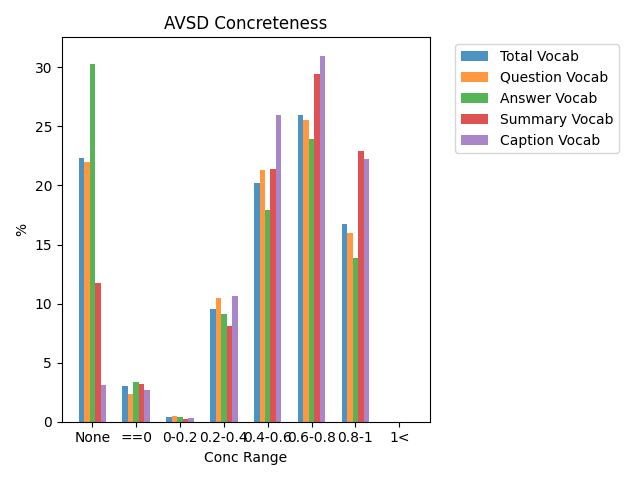 AVSD Concreteness
Total Vocab
Question Vocab
Answer Vocab
Summary Vocab
Caption Vocab
30
25
20
15
10
5
0
%
None ==0 0-0.2 0.2-0.4 0.4-0.6 0.6-0.8 0.8-1 1<
Conc Range